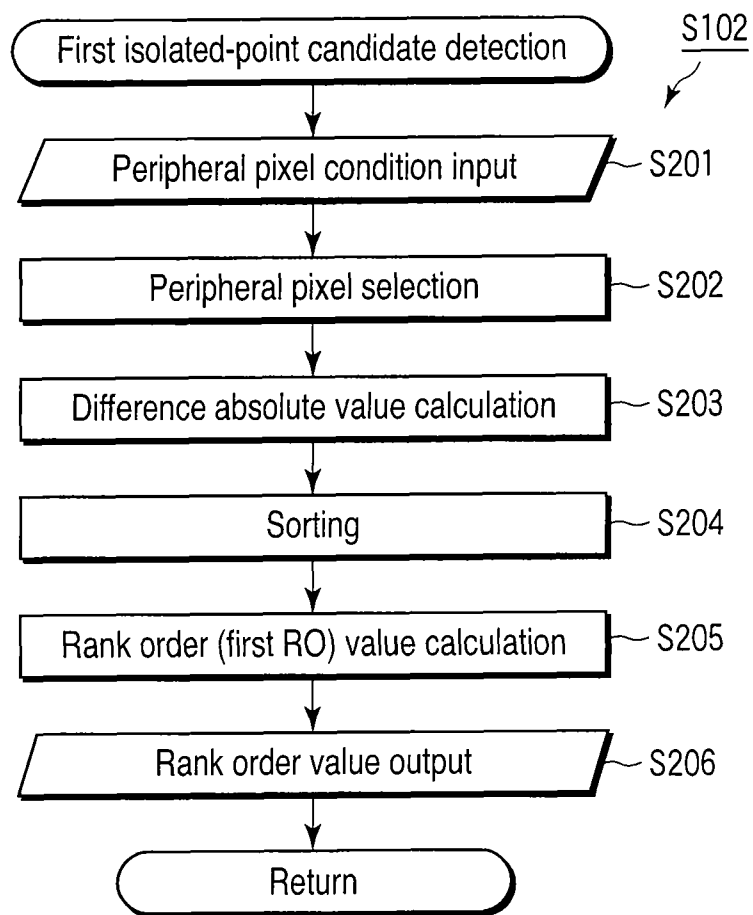 S102
First isolated-point candidate detection
Peripheral pixel condition input
S201
Peripheral pixel selection
S202
Difference absolute value calculation
S203
Sorting
S204
Rank order (first RO) value calculation
S205
Rank order value output
S206
Return